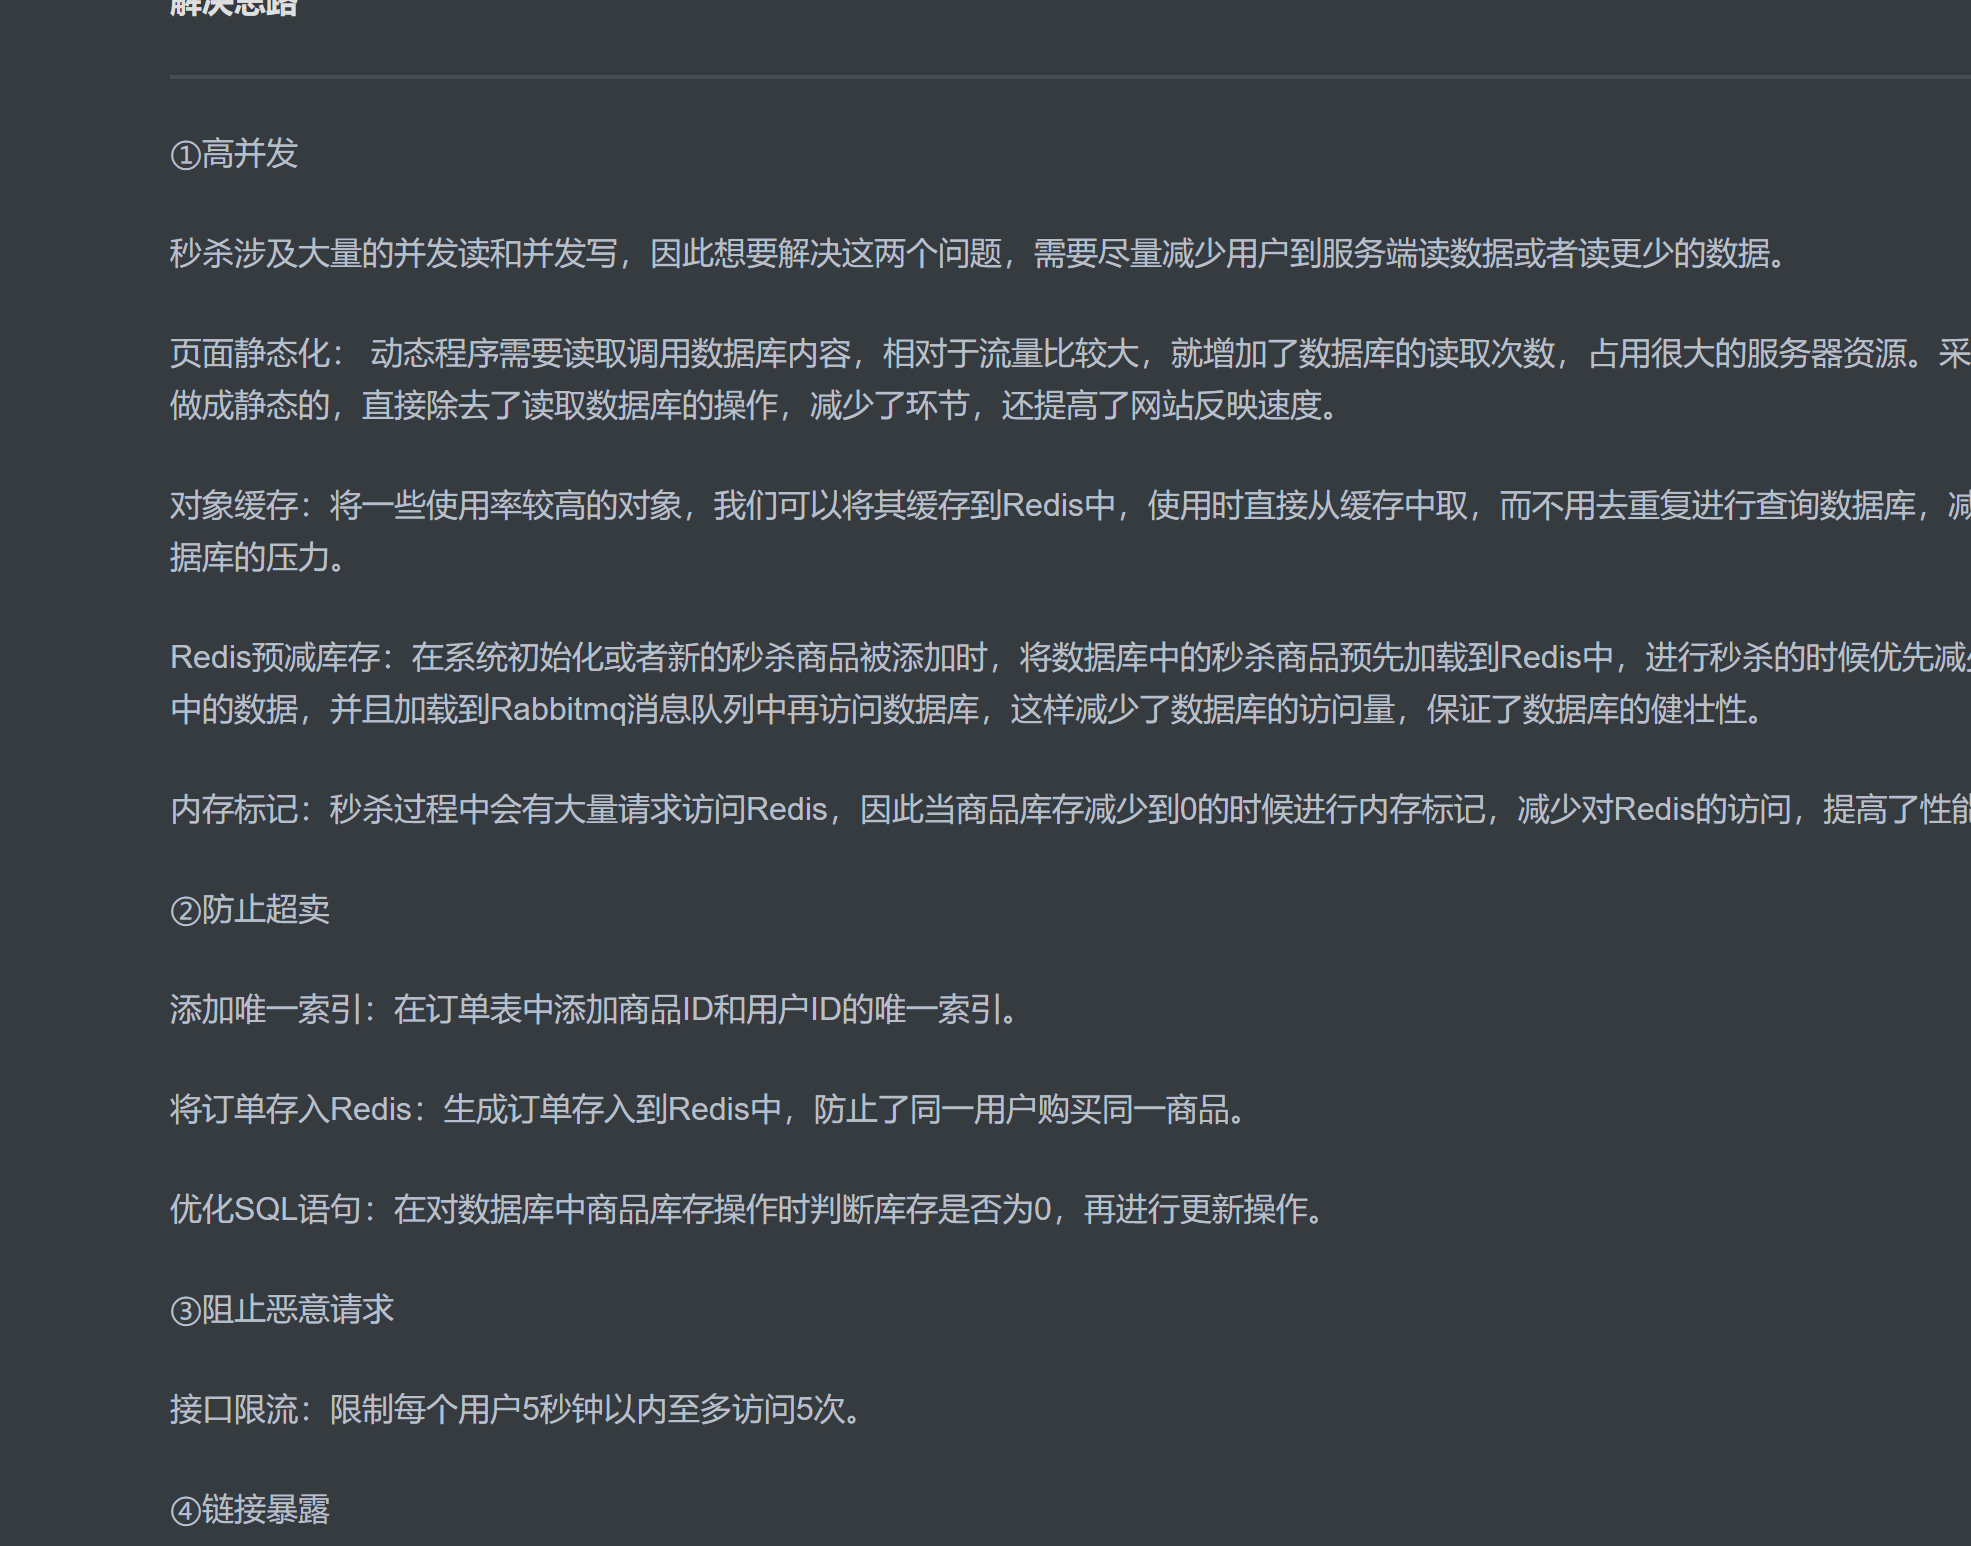 解决思路
①高并发
秒杀涉及大量的并发读和并发写，因此想要解决这两个问题，需要尽量减少用户到服务端读数据或者读更少的数据。
页面静态化： 动态程序需要读取调用数据库内容，相对于流量比较大，就增加了数据库的读取次数，占用很大的服务器资源。采
做成静态的，直接除去了读取数据库的操作，减少了环节，还提高了网站反映速度。
对象缓存：将一些使用率较高的对象，我们可以将其缓存到Redis中，使用时直接从缓存中取，而不用去重复进行查询数据库，减
据库的压力。
Redis预减库存：在系统初始化或者新的秒杀商品被添加时，将数据库中的秒杀商品预先加载到Redis中，进行秒杀的时候优先减
中的数据，并且加载到Rabbitmq消息队列中再访问数据库，这样减少了数据库的访问量，保证了数据库的健壮性。
内存标记：秒杀过程中会有大量请求访问Redis，因此当商品库存减少到0的时候进行内存标记，减少对Redis的访问，提高了性能
②防止超卖
添加唯一索引：在订单表中添加商品ID和用户ID的唯一索引。
将订单存入Redis：生成订单存入到Redis中，防止了同一用户购买同一商品。
优化SQL语句：在对数据库中商品库存操作时判断库存是否为0，再进行更新操作。
③阻止恶意请求
接口限流：限制每个用户5秒钟以内至多访问5次。
④链接暴露